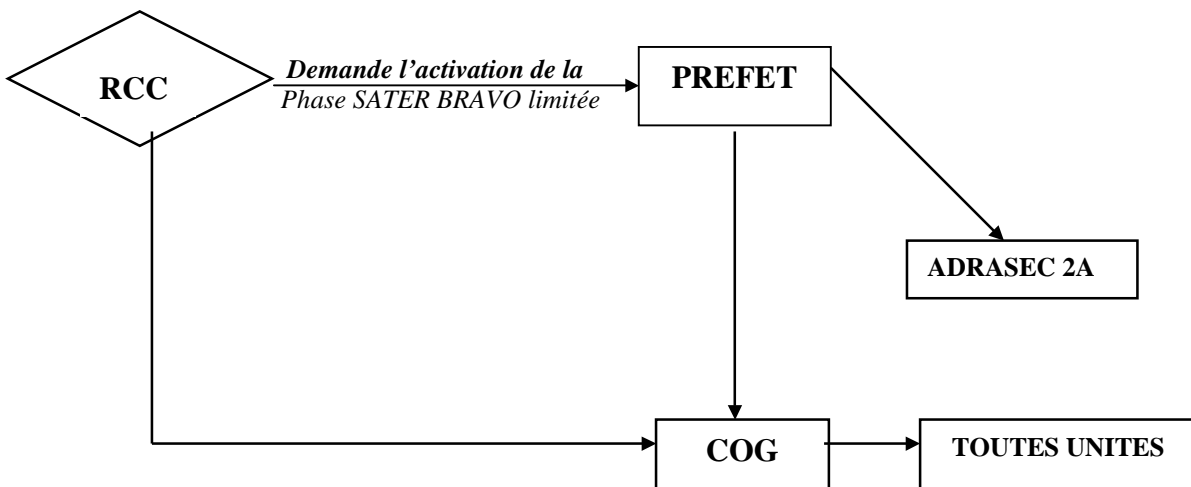 RCC
Demande l’activation de la
Phase SATER BRAVO limitée
PREFET
ADRASEC 2A
COG
TOUTES UNITES